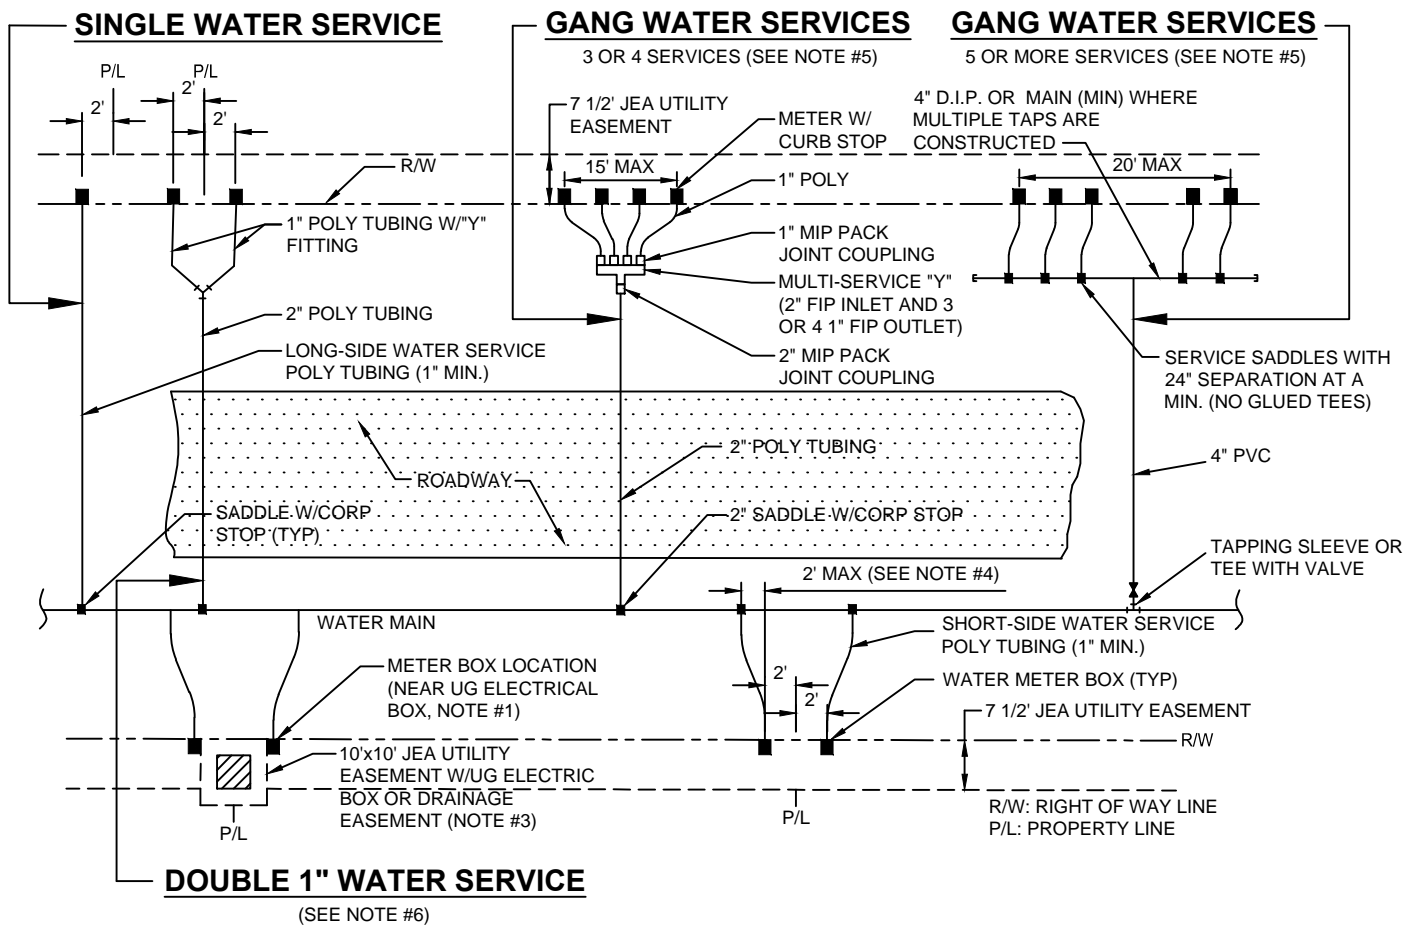 SINGLE WATER SERVICE
GANG WATER SERVICES
3 OR 4 SERVICES (SEE NOTE #5)
GANG WATER SERVICES
5 OR MORE SERVICES (SEE NOTE #5)
P/L
P/L
2'
2'
2'
7 1/2' JEA UTILITY
EASEMENT
METER W/
CURB STOP
4" D.I.P. OR MAIN (MIN) WHERE
MULTIPLE TAPS ARE
CONSTRUCTED
R/W
15' MAX
20' MAX
1" POLY
1" POLY TUBING W/"Y"
FITTING
1" MIP PACK
JOINT COUPLING
MULTI-SERVICE "Y"
(2" FIP INLET AND 3
OR 4 1" FIP OUTLET)
2" POLY TUBING
LONG-SIDE WATER SERVICE
POLY TUBING (1" MIN.)
2" MIP PACK
JOINT COUPLING
SERVICE SADDLES WITH
24" SEPARATION AT A
MIN. (NO GLUED TEES)
2" POLY TUBING
4" PVC
ROADWAY
SADDLE W/CORP
STOP (TYP)
2" SADDLE W/CORP STOP
TAPPING SLEEVE OR
TEE WITH VALVE
2' MAX (SEE NOTE #4)
WATER MAIN
SHORT-SIDE WATER SERVICE
POLY TUBING (1" MIN.)
METER BOX LOCATION
(NEAR UG ELECTRICAL
BOX, NOTE #1)
2'
2'
WATER METER BOX (TYP)
7 1/2' JEA UTILITY EASEMENT
R/W
10'x10' JEA UTILITY
EASEMENT W/UG ELECTRIC
BOX OR DRAINAGE
EASEMENT (NOTE #3)
P/L
P/L
R/W: RIGHT OF WAY LINE
P/L: PROPERTY LINE
DOUBLE 1" WATER SERVICE
(SEE NOTE #6)